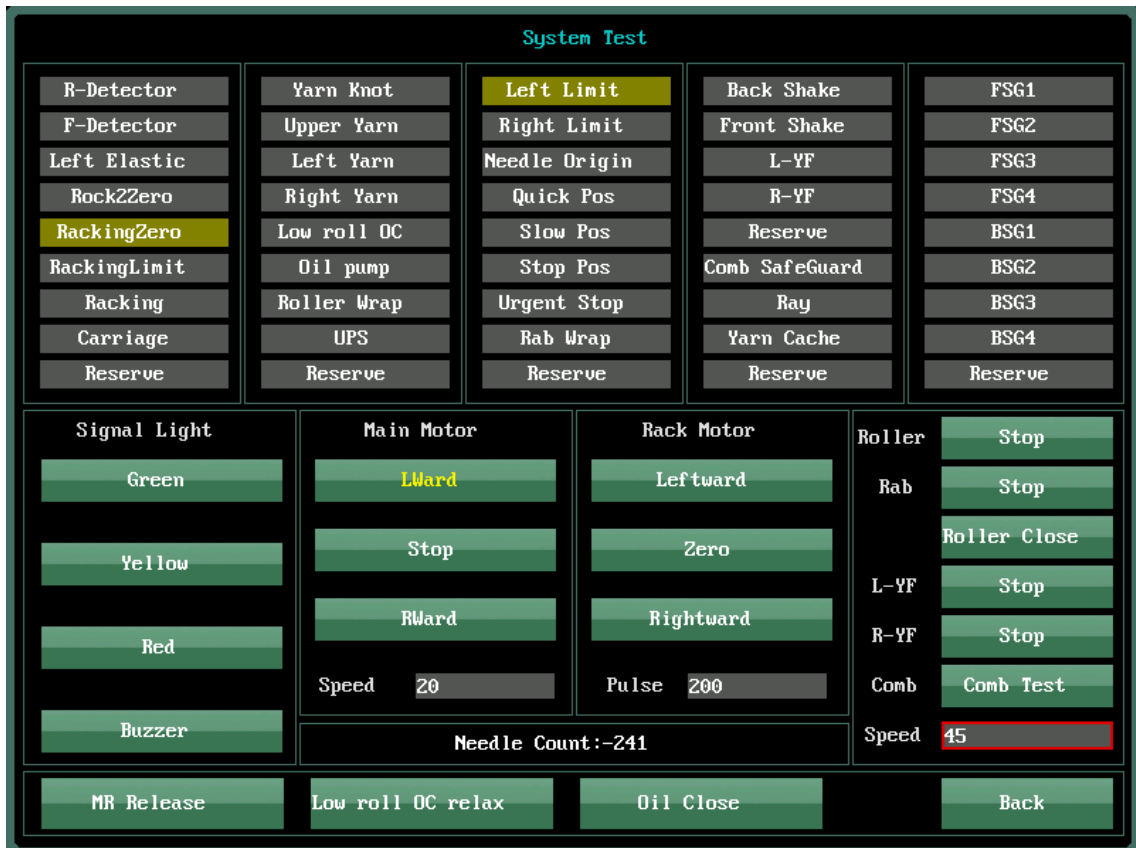 System Test
R-Detector
F-Detector
Left Elastic
Rock2Zero
RackingZero
RackingLimit
Racking
Carriage
Reserve
Yarn Knot
Upper Yarn
Left Yarn
Right Yarn
Low roll OC
Oil pump
Roller Wrap
UPS
Reserve
Left Limit
Right Limit
Needle Origin
Quick Pos
Slow Pos
Stop Pos
Urgent Stop
Rab Wrap
Reserve
Back Shake
Front Shake
L-YF
R-YF
Reserve
Comb SafeGuard
Ray
Yarn Cache
Reserve
FSG1
FSG2
FSG3
FSG4
BSG1
BSG2
BSG3
BSG4
Reserve
Signal Light
Green
Yellow
Red
Buzzer
Main Motor
LWard
Stop
RWard
Speed 20
Rack Motor
Leftward
Zero
Rightward
Pulse 200
Needle Count:-241
Roller Stop
Rab Stop
Roller Close
L-YF Stop
R-YF Stop
Comb Comb Test
Speed 45
MR Release
Low roll OC relax
Oil Close
Back